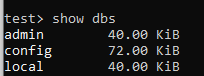 test> show dbs
admin      40.00 KiB
config     72.00 KiB
local      40.00 KiB